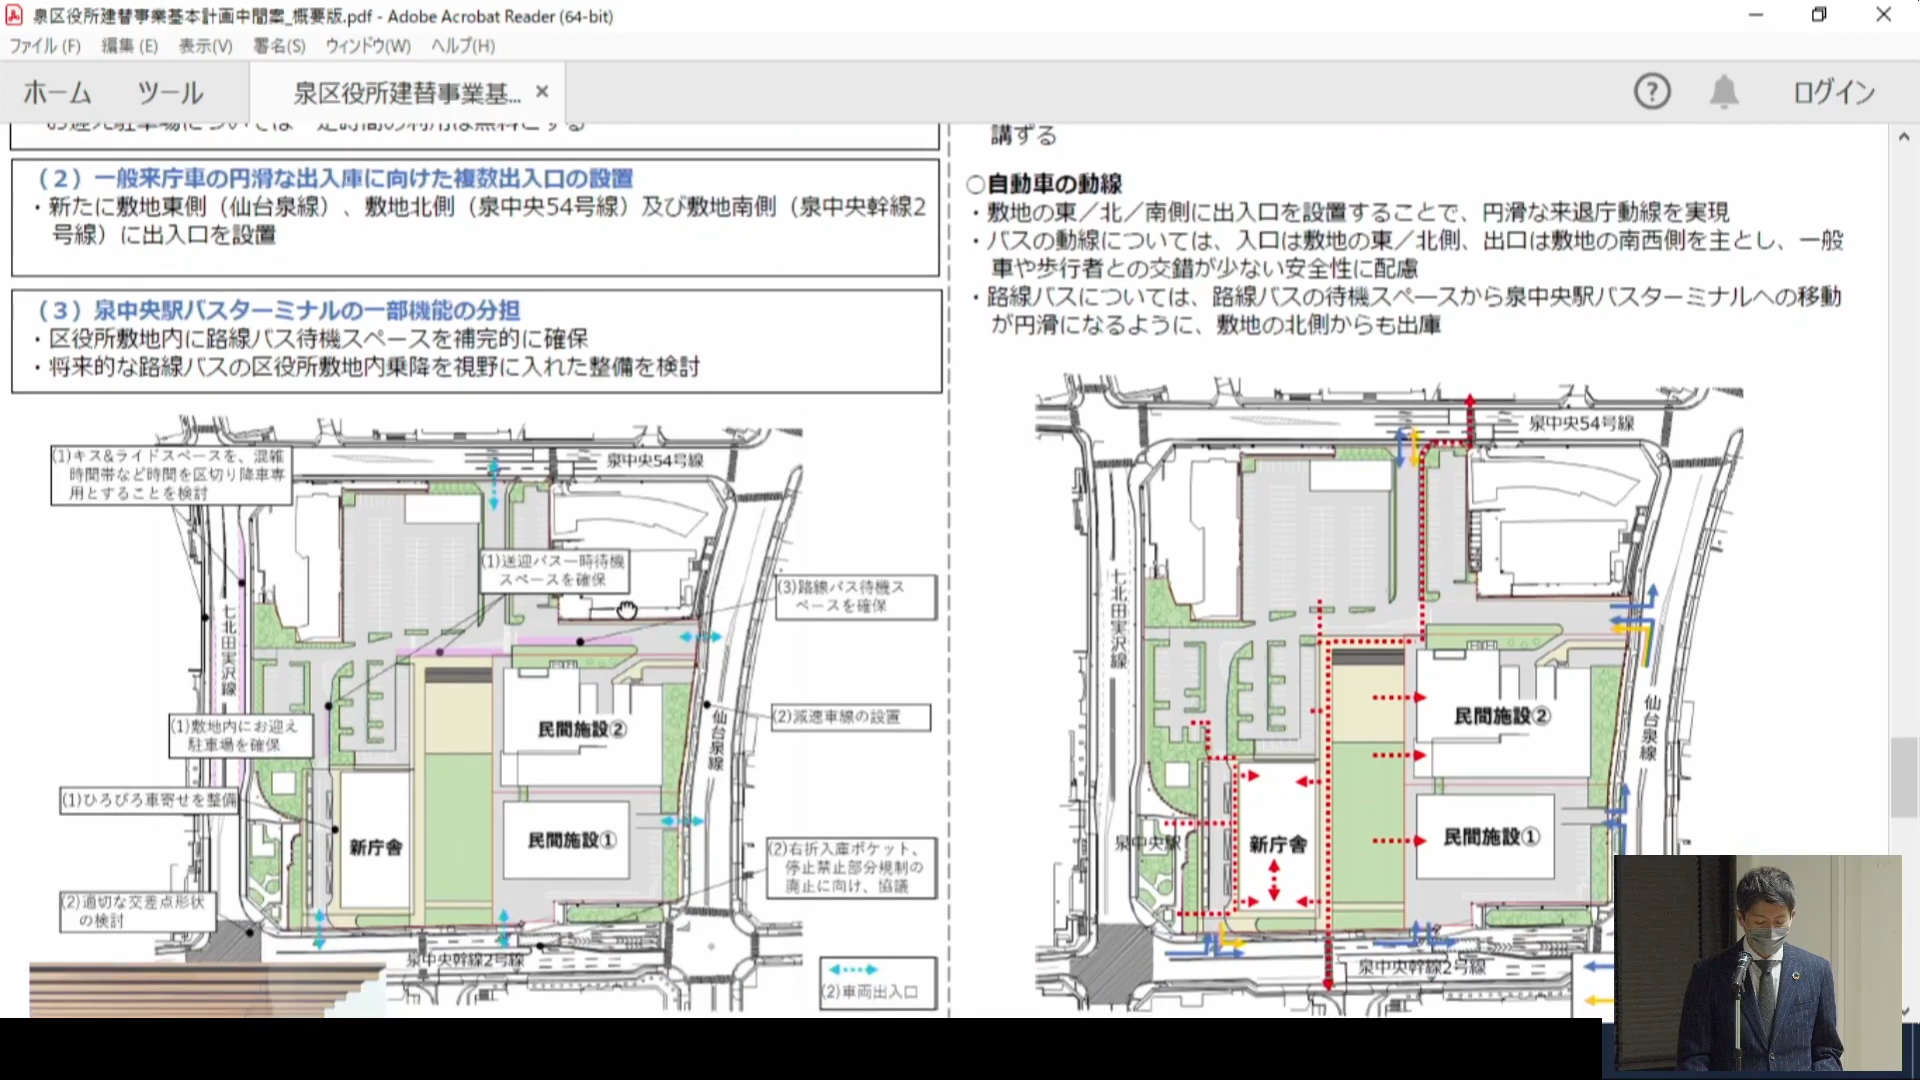 泉区役所建替事業基本計画中間案_概要版.pdf - Adobe Acrobat Reader (64-bit)
ファイル(F) 編集(E) 表示(V) 署名(S) ウィンドウ(W) ヘルプ(H)
ホーム ツール 泉区役所建替事業基... × ? ログイン
（２）一般来庁車の円滑な出入庫に向けた複数出入口の設置
・新たに敷地東側（仙台泉線）、敷地北側（泉中央54号線）及び敷地南側（泉中央幹線2
号線）に出入口を設置
（３）泉中央駅バスターミナルの一部機能の分担
・区役所敷地内に路線バス待機スペースを補完的に確保
・将来的な路線バスの区役所敷地内乗降を視野に入れた整備を検討
(1)キス&ライドスペースを、混雑
時間帯など時間を区切り降車専
用とすることを検討
泉中央54号線
(1)送迎バス一時待機
スペースを確保
(3)路線バス待機ス
ペースを確保
七北田実沢線
(1)敷地内にお迎え
駐車場を確保
民間施設②
(2)減速車線の設置
仙台泉線
(1)ひろびろ車寄せを整備
新庁舎
民間施設①
(2)右折入庫ポケット、
停止禁止部分規制の
廃止に向け、協議
(2)適切な交差点形状
の検討
泉中央幹線2号線
(2)車両出入口
講ずる
○自動車の動線
・敷地の東／北／南側に出入口を設置することで、円滑な来退庁動線を実現
・バスの動線については、入口は敷地の東／北側、出口は敷地の南西側を主とし、一般
車や歩行者との交錯が少ない安全性に配慮
・路線バスについては、路線バスの待機スペースから泉中央駅バスターミナルへの移動
が円滑になるように、敷地の北側からも出庫
泉中央54号線
七北田実沢線
民間施設②
仙台泉線
泉中央駅
新庁舎
民間施設①
泉中央幹線2号線